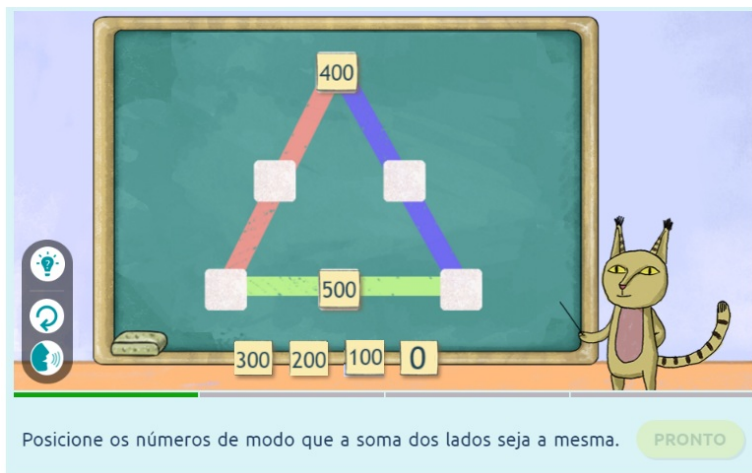 400
500
300 200 100 0
Posicione os números de modo que a soma dos lados seja a mesma. PRONTO